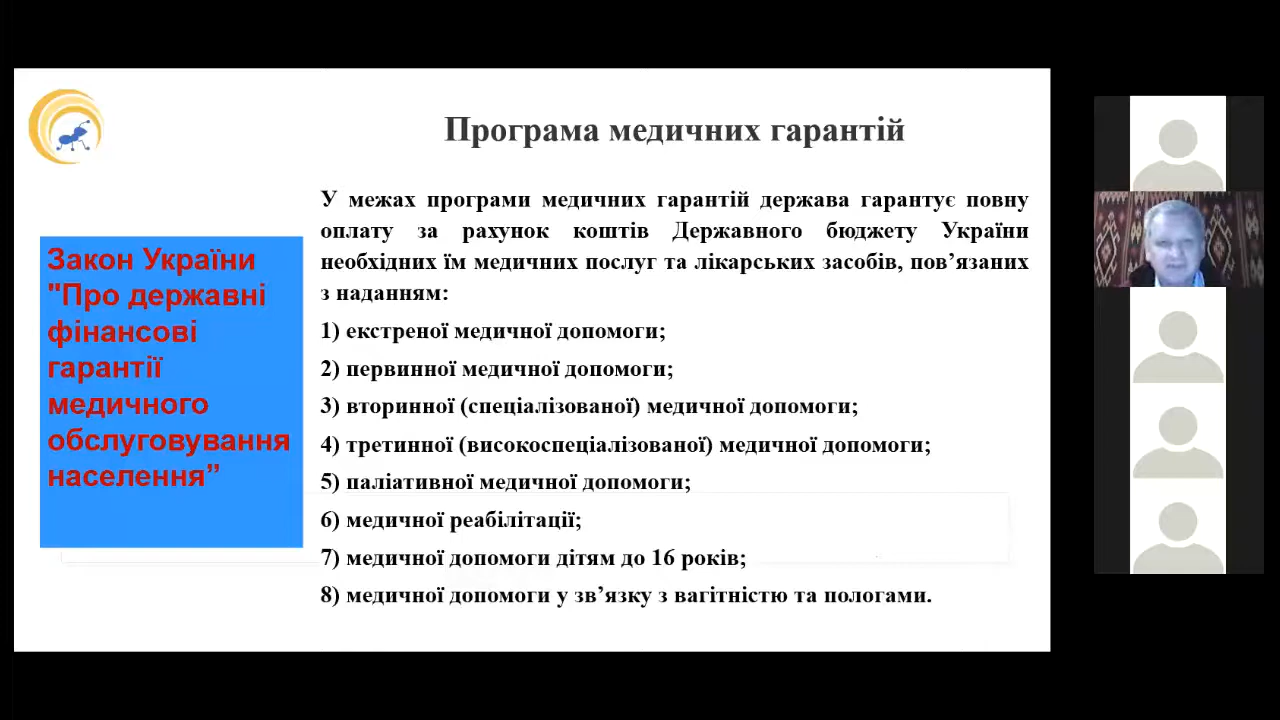 Програма медичних гарантій
Закон України
"Про державні
фінансові
гарантії
медичного
обслуговування
населення”
У межах програми медичних гарантій держава гарантує повну
оплату за рахунок коштів Державного бюджету України
необхідних їм медичних послуг та лікарських засобів, пов’язаних
з наданням:
1) екстреної медичної допомоги;
2) первинної медичної допомоги;
3) вторинної (спеціалізованої) медичної допомоги;
4) третинної (високоспеціалізованої) медичної допомоги;
5) паліативної медичної допомоги;
6) медичної реабілітації;
7) медичної допомоги дітям до 16 років;
8) медичної допомоги у зв’язку з вагітністю та пологами.